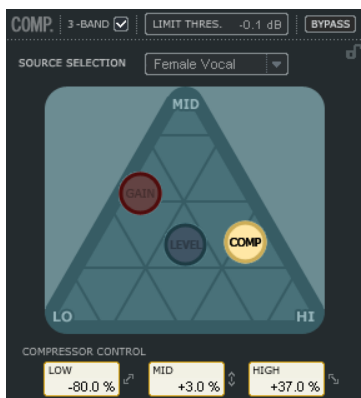 COMP. 3-BAND LIMIT THRES. -0.1 dB BYPASS
SOURCE SELECTION Female Vocal
MID
GAIN
LEVEL COMP
LO HI
COMPRESSOR CONTROL
LOW MID HIGH
-80.0 % +3.0 % +37.0 %